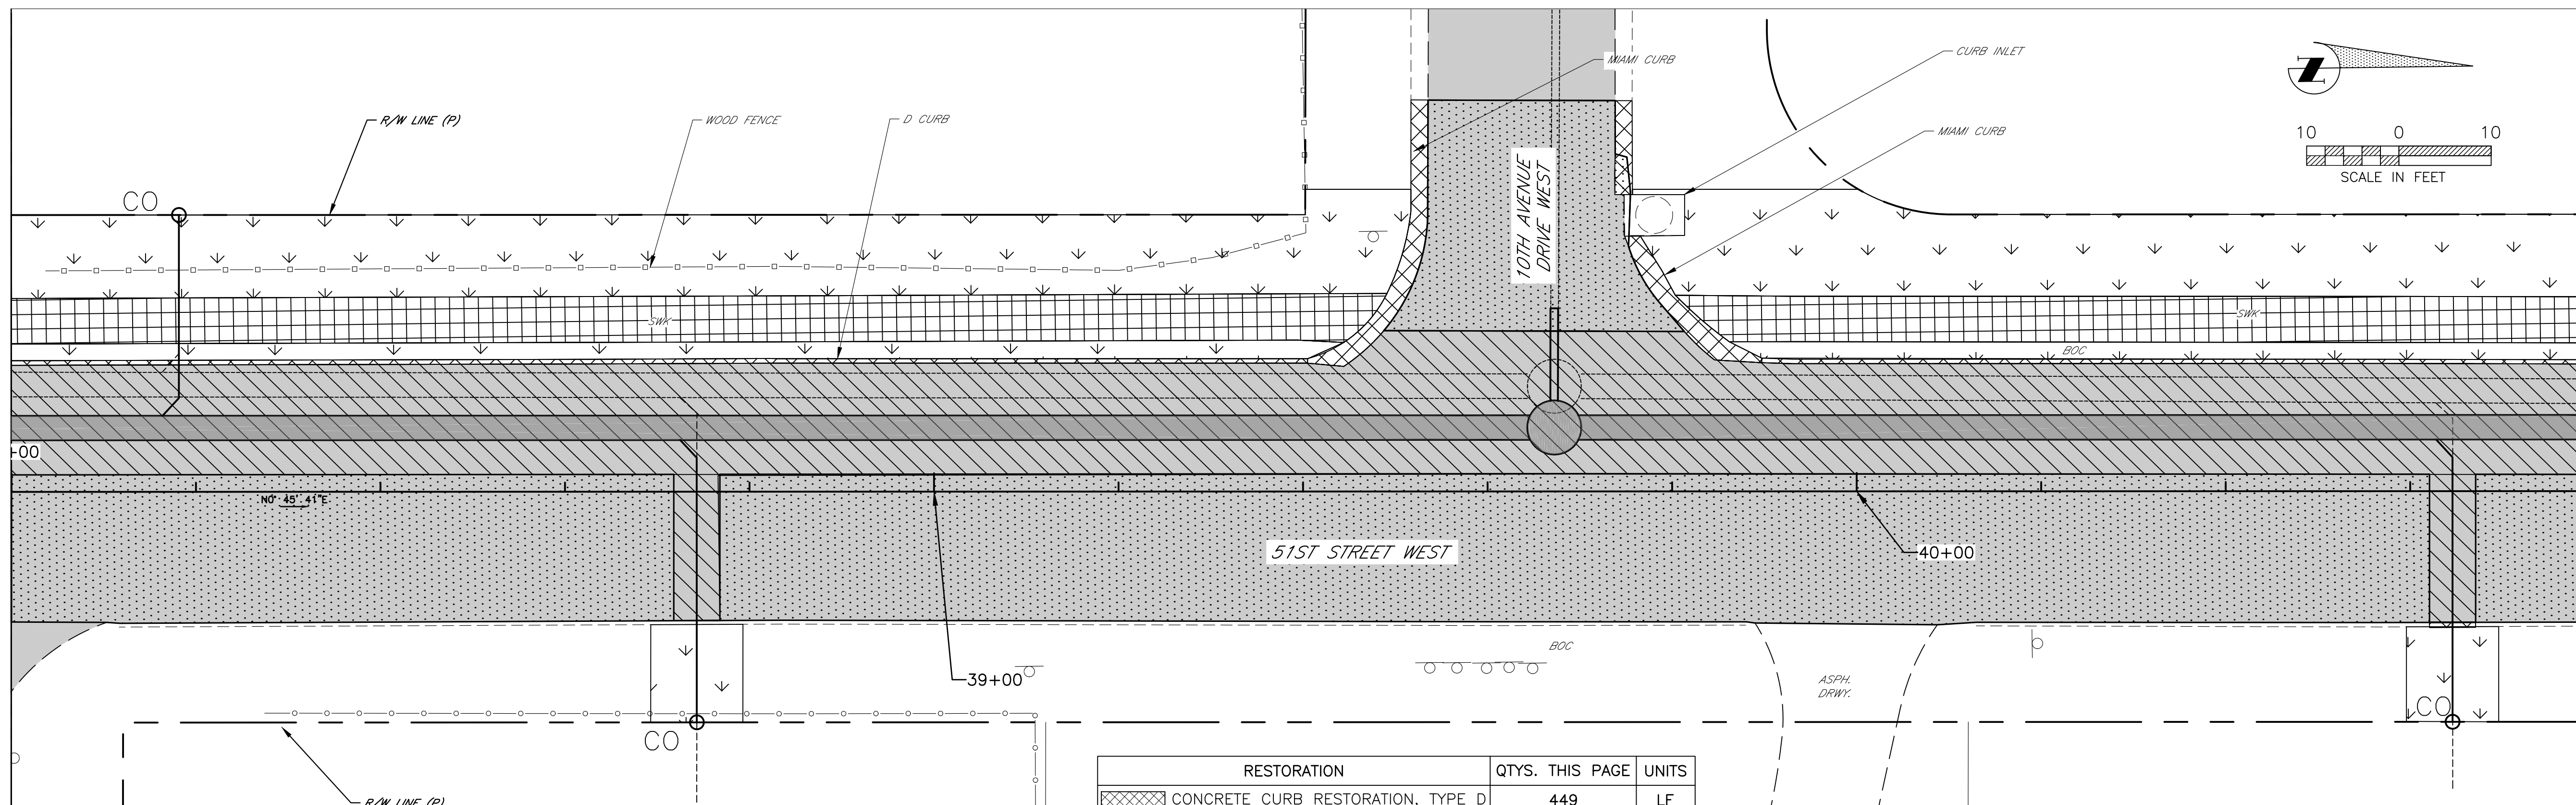 MIAMI CURB
CURB INLET
R/W LINE (P)
WOOD FENCE
D CURB
MIAMI CURB
10 0 10
SCALE IN FEET
CO
10TH AVENUE
DRIVE WEST
SWK
SWK
BOC
+00
N0° 45' 41"E
51ST STREET WEST
40+00
39+00
BOC
ASPH.
DRWY.
CO
CO
R/W LINE (P)
RESTORATION QTYS. THIS PAGE UNITS
CONCRETE CURB RESTORATION, TYPE D 449 LF